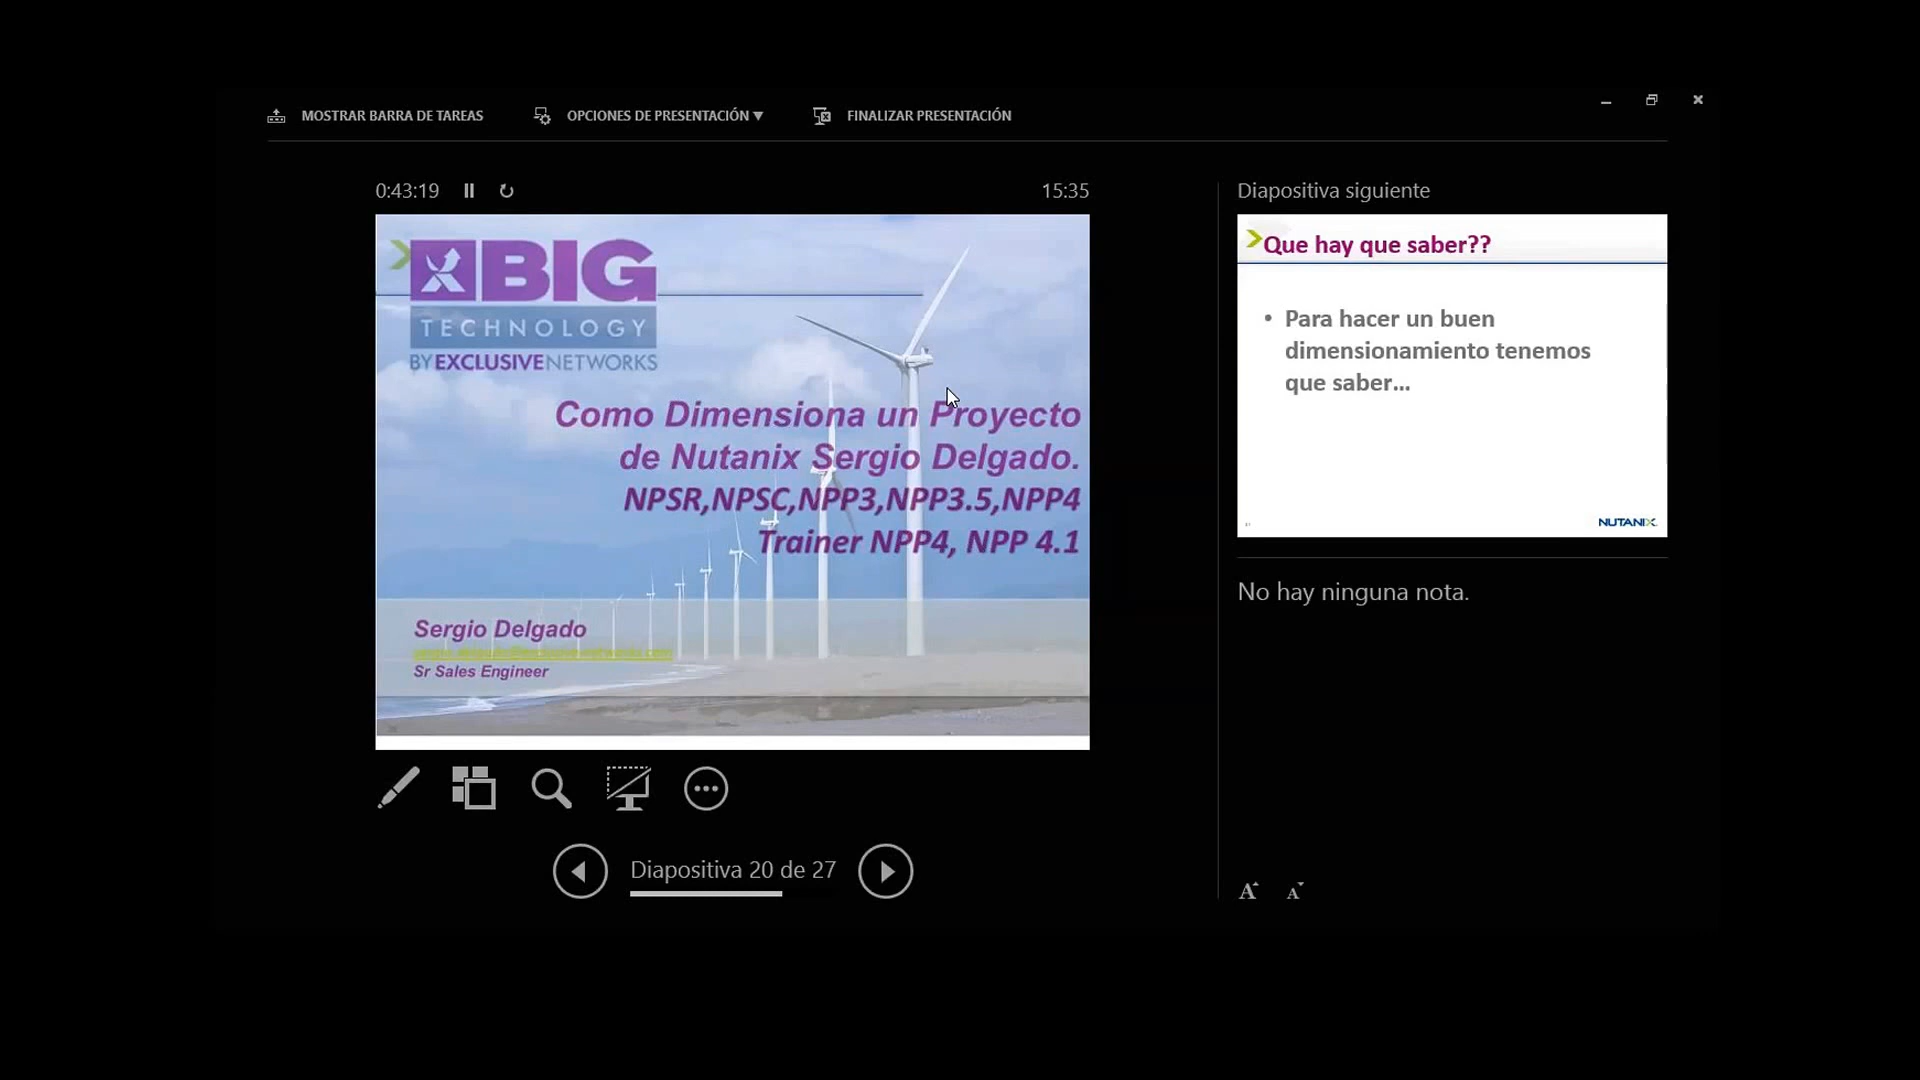 MOSTRAR BARRA DE TAREAS
OPCIONES DE PRESENTACIÓN
FINALIZAR PRESENTACIÓN
0:43:19
15:35
BIG
TECHNOLOGY
BY EXCLUSIVE NETWORKS
Como Dimensiona un Proyecto
de Nutanix Sergio Delgado.
NPSR,NPSC,NPP3,NPP3.5,NPP4
Trainer NPP4, NPP 4.1
Sergio Delgado
Sr Sales Engineer
Diapositiva 20 de 27
Diapositiva siguiente
Que hay que saber??
• Para hacer un buen
dimensionamiento tenemos
que saber...
NUTANIX
No hay ninguna nota.
A A